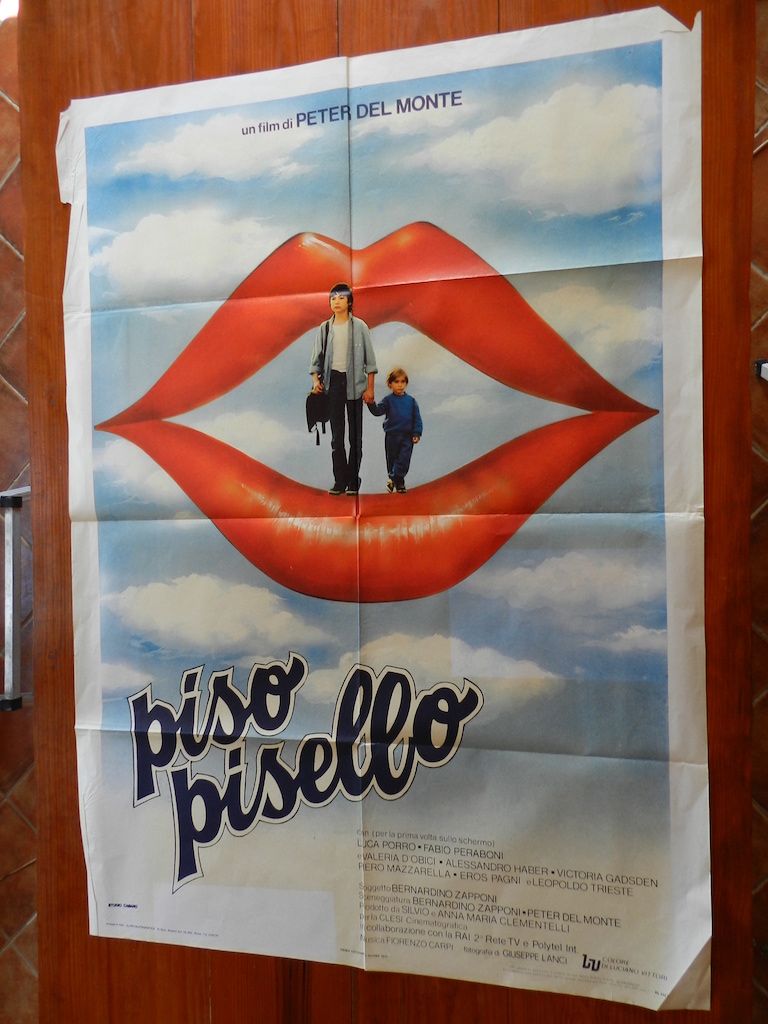 un film di PETER DEL MONTE
piso
pisello
con (per la prima volta sullo schermo)
LUCA PORRO • FABIO PERABONI
e VALERIA D'OBICI • ALESSANDRO HABER • VICTORIA GADSDEN
PIERO MAZZARELLA • EROS PAGNI e LEOPOLDO TRIESTE
Soggetto BERNARDINO ZAPPONI
Sceneggiatura BERNARDINO ZAPPONI • PETER DEL MONTE
Prodotto da SILVIO e ANNA MARIA CLEMENTELLI
per la CLESI Cinematografica
in collaborazione con la RAI 2ª Rete TV e Polytel Int
Musica FIORENZO CARPI fotografie di GIUSEPPE LANCI
COLORE
DI LUCIANO VITTORI